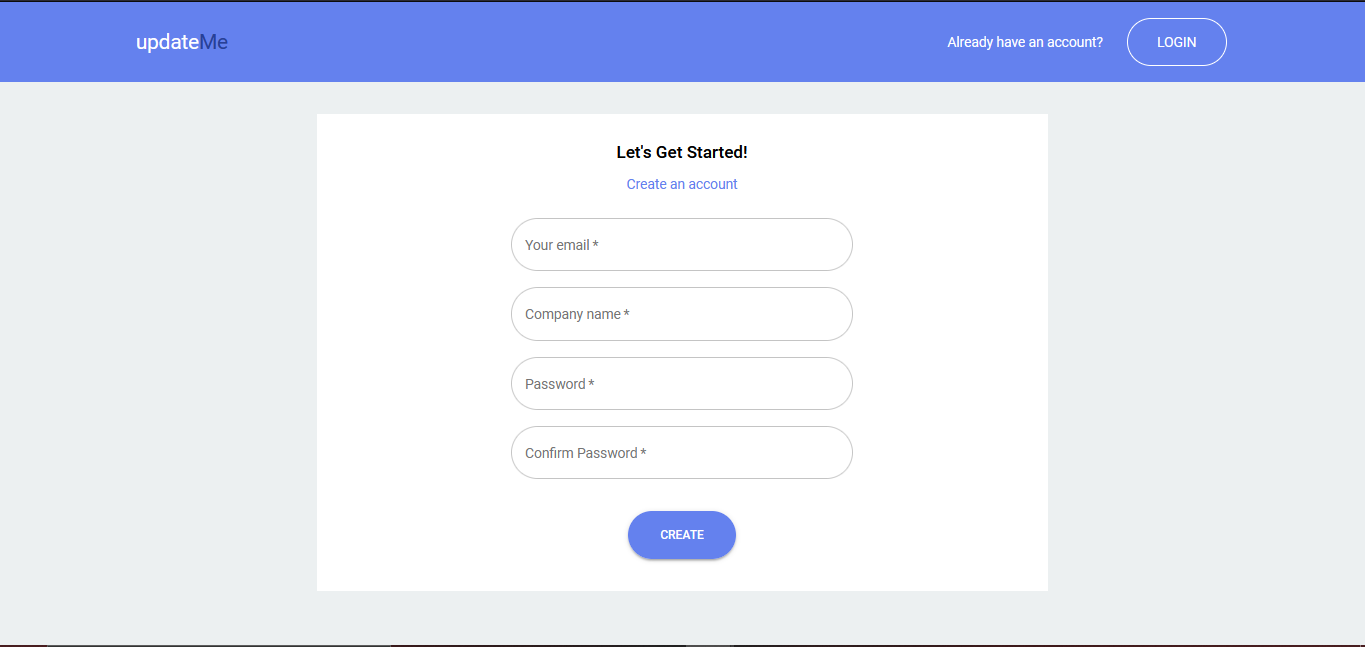 updateMe
Already have an account?
LOGIN
Let's Get Started!
Create an account
Your email *
Company name *
Password *
Confirm Password *
CREATE